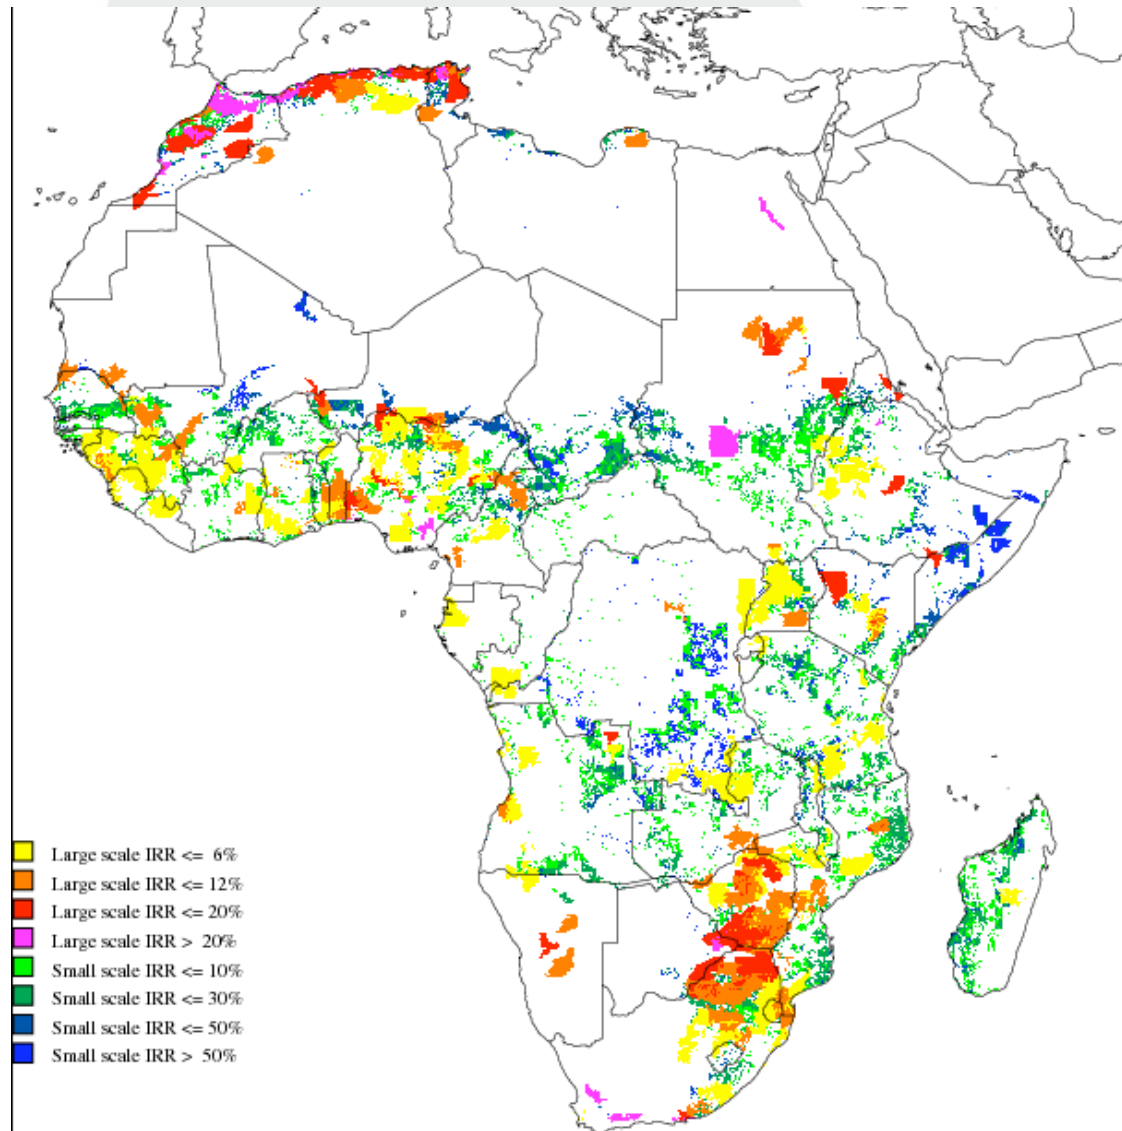 Large scale IRR <= 6%
Large scale IRR <= 12%
Large scale IRR <= 20%
Large scale IRR > 20%
Small scale IRR <= 10%
Small scale IRR <= 30%
Small scale IRR <= 50%
Small scale IRR > 50%